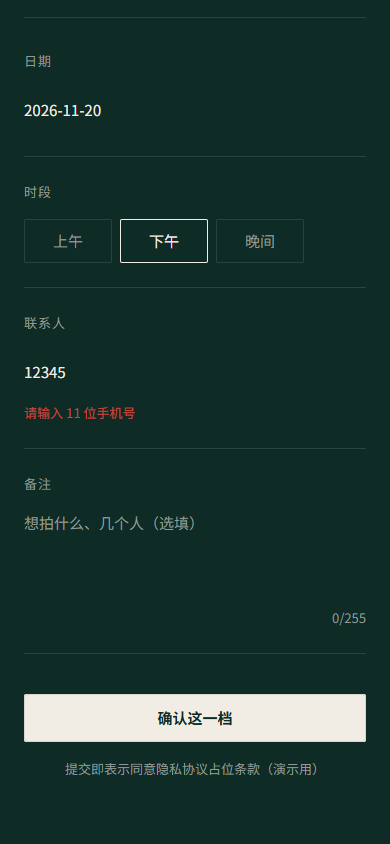 日期
2026-11-20
时段
上午
下午
晚间
联系人
12345
请输入 11 位手机号
备注
想拍什么、几个人（选填）
0/255
确认这一档
提交即表示同意隐私协议占位条款（演示用）